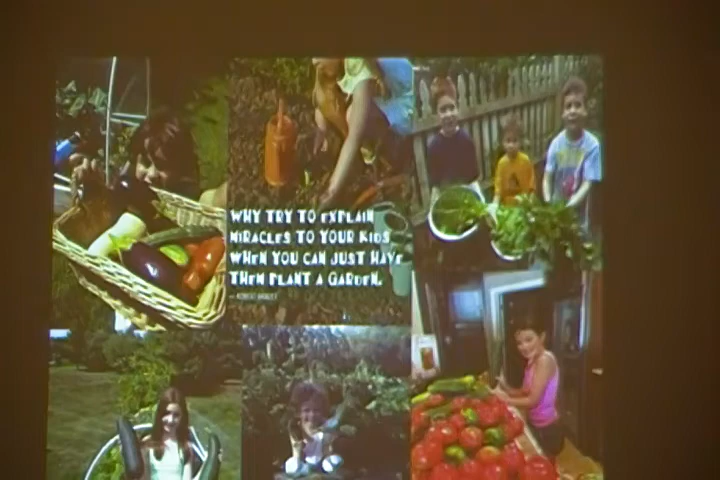 WHY TRY TO EXPLAIN
MIRACLES TO YOUR KIDS
WHEN YOU CAN JUST HAVE
THEM PLANT A GARDEN.